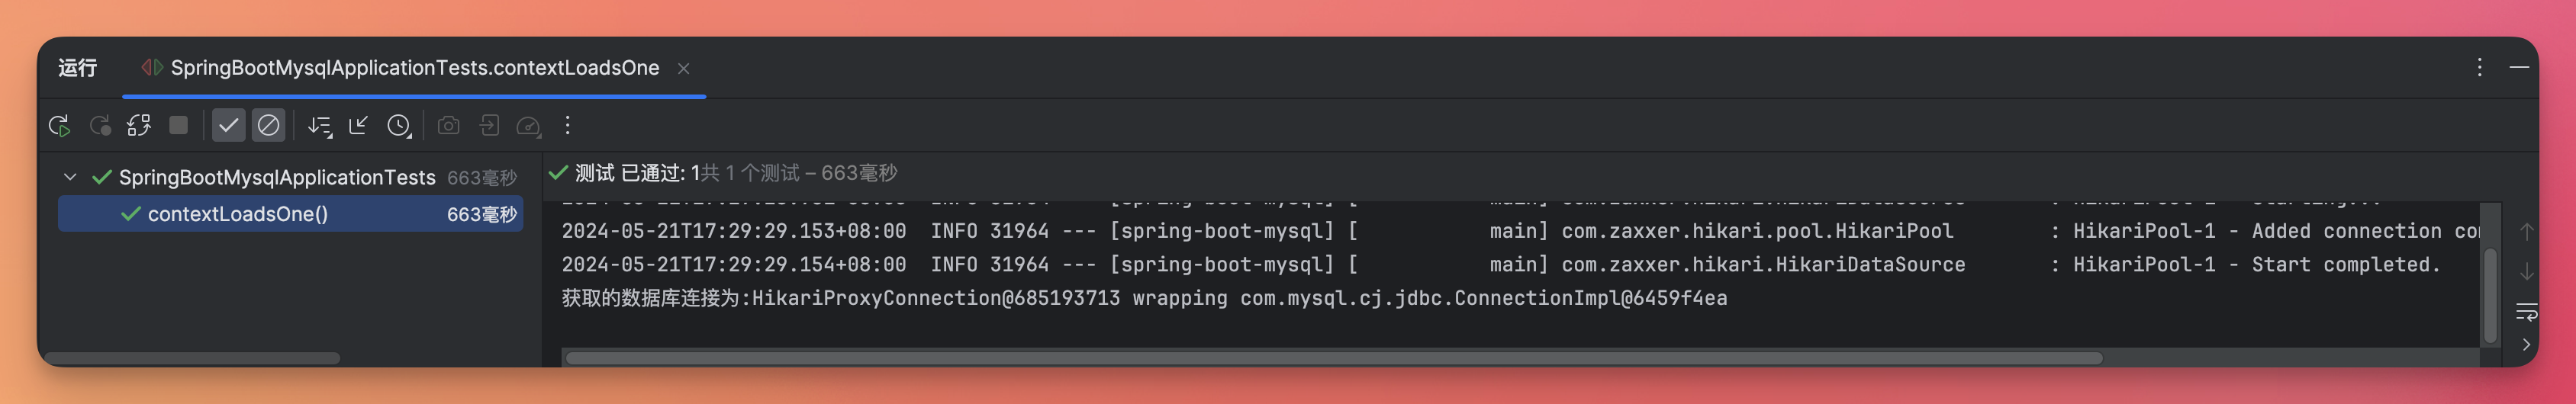 运行 SpringBootMysqlApplicationTests.contextLoadsOne
SpringBootMysqlApplicationTests 663毫秒
contextLoadsOne() 663毫秒
测试 已通过: 1共 1 个测试 – 663毫秒
2024-05-21T17:29:29.153+08:00  INFO 31964 --- [spring-boot-mysql] [           main] com.zaxxer.hikari.pool.HikariPool        : HikariPool-1 - Added connection
2024-05-21T17:29:29.154+08:00  INFO 31964 --- [spring-boot-mysql] [           main] com.zaxxer.hikari.HikariDataSource       : HikariPool-1 - Start completed.
获取的数据库连接为:HikariProxyConnection@685193713 wrapping com.mysql.cj.jdbc.ConnectionImpl@6459f4ea